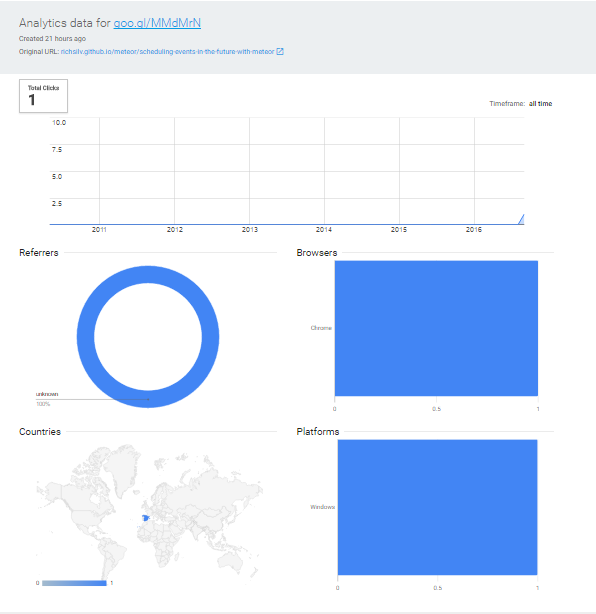 Analytics data for goo.gl/MMdMrN
Created 21 hours ago
Original URL: richsilv.github.io/meteor/scheduling-events-in-the-future-with-meteor
Total Clicks
1
Timeframe: all time
10.0
7.5
5.0
2.5
2011 2012 2013 2014 2015 2016
Referrers
unknown
100%
Browsers
Chrome
0 0.5 1
Countries
0 1
Platforms
Windows
0 0.5 1